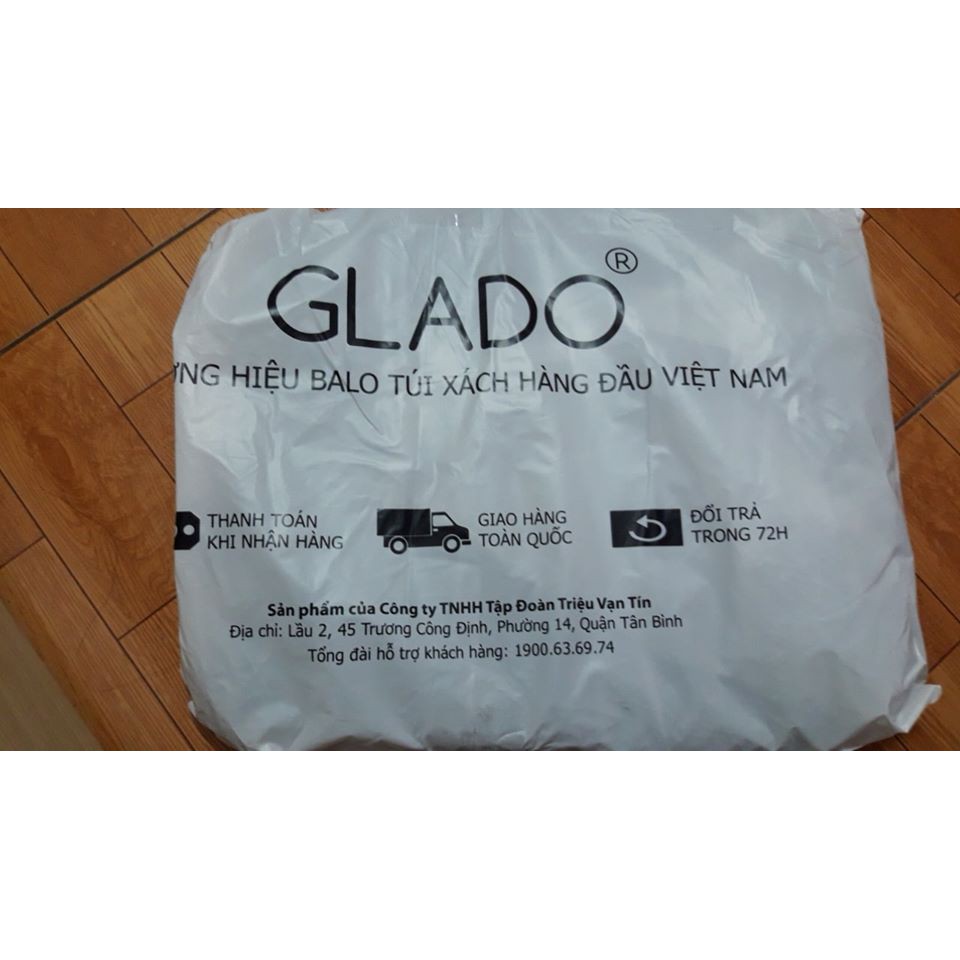 GLADO®
ƠNG HIỆU BALO TÚI XÁCH HÀNG ĐẦU VIỆT NAM
THANH TOÁN
KHI NHẬN HÀNG
GIAO HÀNG
TOÀN QUỐC
ĐỔI TRẢ
TRONG 72H
Sản phẩm của Công ty TNHH Tập Đoàn Triệu Vạn Tín
Địa chỉ: Lầu 2, 45 Trương Công Định, Phường 14, Quận Tân Bình
Tổng đài hỗ trợ khách hàng: 1900.63.69.74